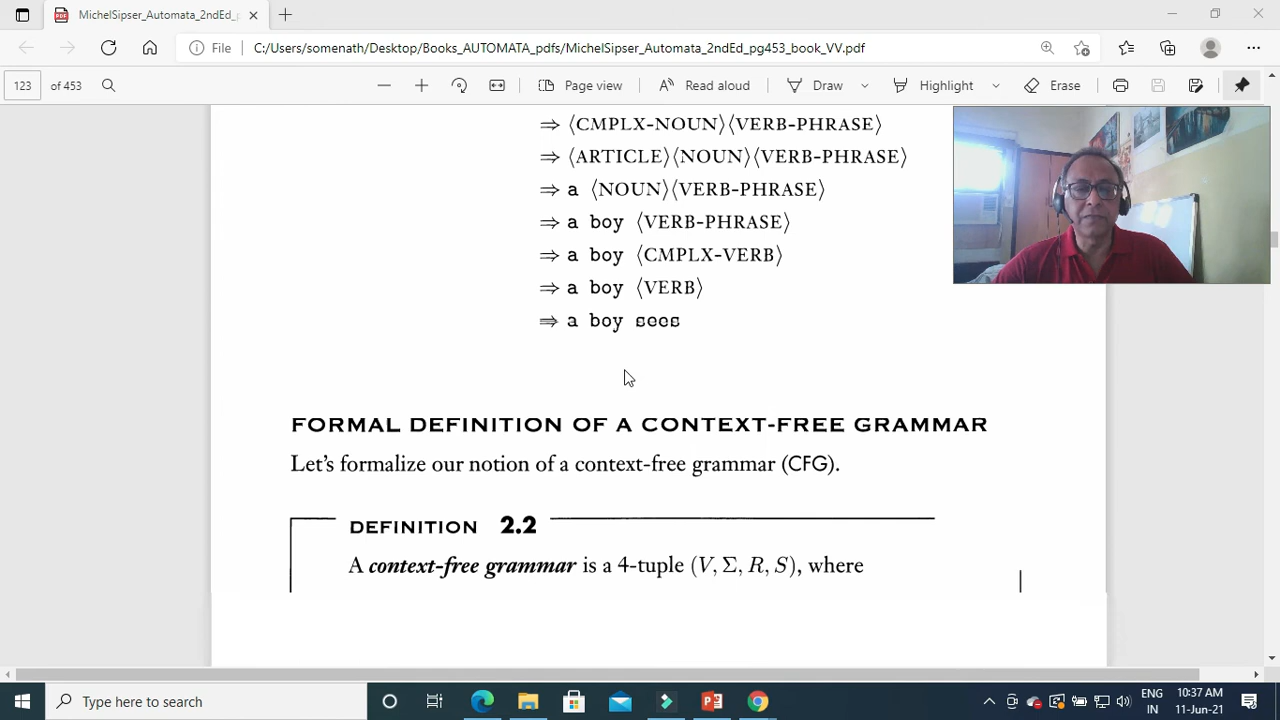 MichelSipser_Automata_2ndEd_p
File C:/Users/somenath/Desktop/Books_AUTOMATA_pdfs/MichelSipser_Automata_2ndEd_pg453_book_VV.pdf
123 of 453 Page view Read aloud Draw Highlight Erase
⇒ ⟨CMPLX-NOUN⟩⟨VERB-PHRASE⟩
⇒ ⟨ARTICLE⟩⟨NOUN⟩⟨VERB-PHRASE⟩
⇒ a ⟨NOUN⟩⟨VERB-PHRASE⟩
⇒ a boy ⟨VERB-PHRASE⟩
⇒ a boy ⟨CMPLX-VERB⟩
⇒ a boy ⟨VERB⟩
⇒ a boy sees
FORMAL DEFINITION OF A CONTEXT-FREE GRAMMAR
Let's formalize our notion of a context-free grammar (CFG).
DEFINITION 2.2
A context-free grammar is a 4-tuple (V, Σ, R, S), where
Type here to search
ENG
IN
10:37 AM
11-Jun-21